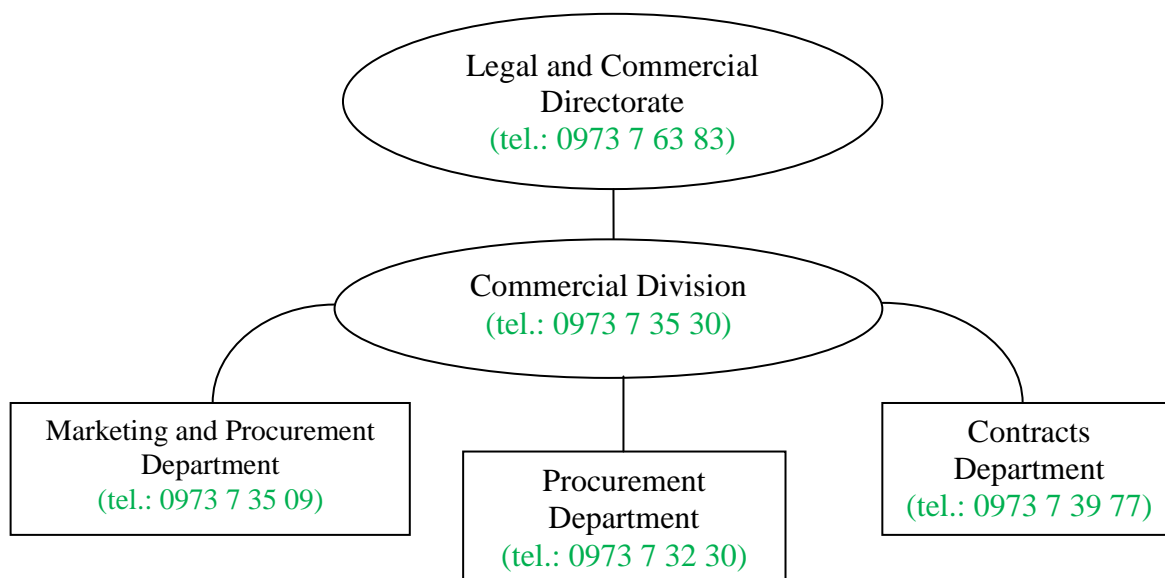 Legal and Commercial
Directorate
(tel.: 0973 7 63 83)
Commercial Division
(tel.: 0973 7 35 30)
Marketing and Procurement
Department
(tel.: 0973 7 35 09)
Procurement
Department
(tel.: 0973 7 32 30)
Contracts
Department
(tel.: 0973 7 39 77)